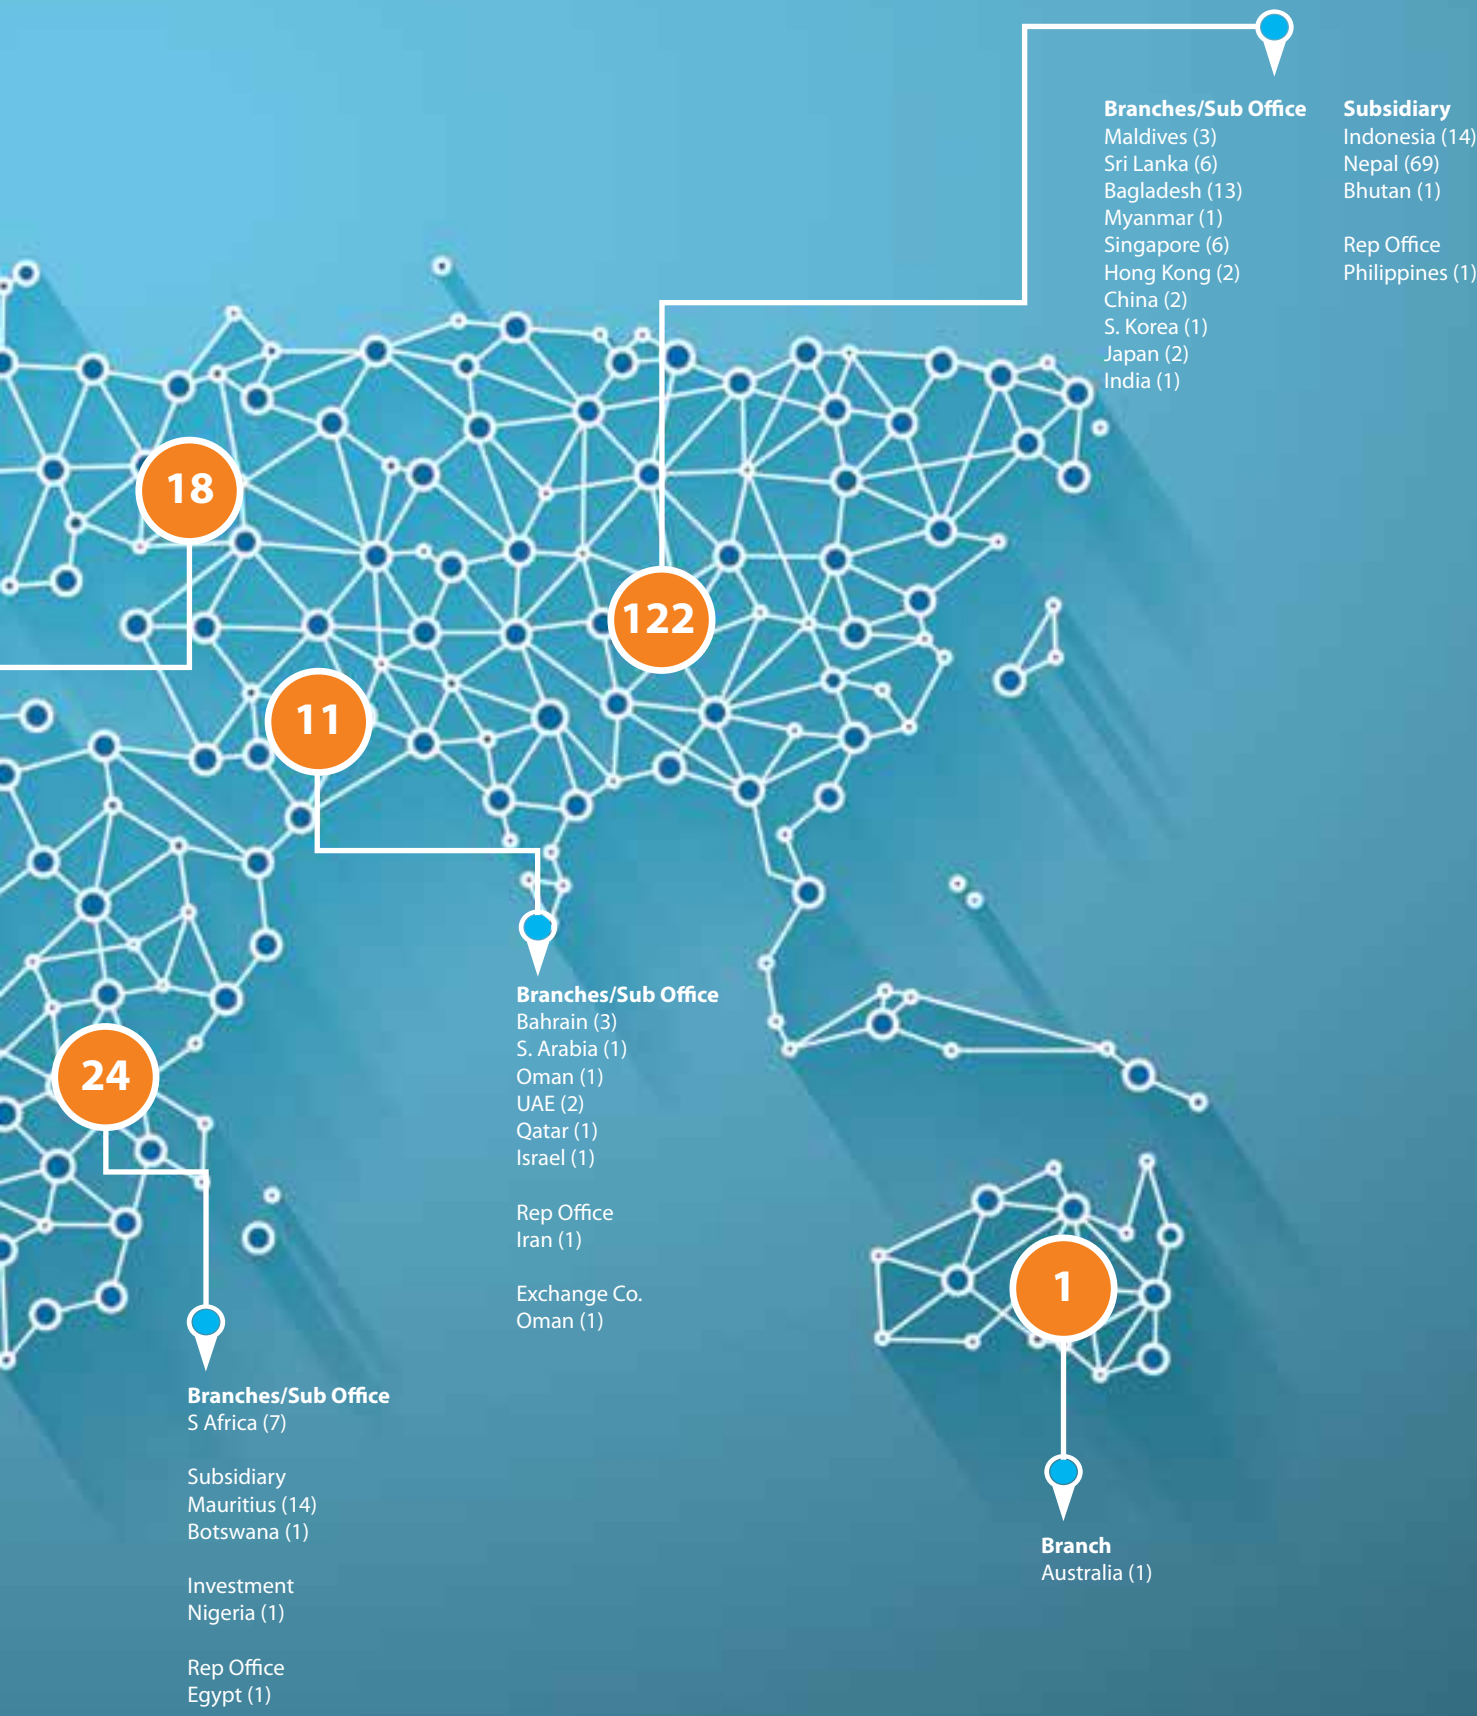 Branches/Sub Office
Maldives (3)
Sri Lanka (6)
Bagladesh (13)
Myanmar (1)
Singapore (6)
Hong Kong (2)
China (2)
S. Korea (1)
Japan (2)
India (1)
Subsidiary
Indonesia (14)
Nepal (69)
Bhutan (1)
Rep Office
Philippines (1)
18
122
11
Branches/Sub Office
Bahrain (3)
S. Arabia (1)
Oman (1)
UAE (2)
Qatar (1)
Israel (1)
Rep Office
Iran (1)
Exchange Co.
Oman (1)
24
Branches/Sub Office
S Africa (7)
Subsidiary
Mauritius (14)
Botswana (1)
Investment
Nigeria (1)
Rep Office
Egypt (1)
1
Branch
Australia (1)